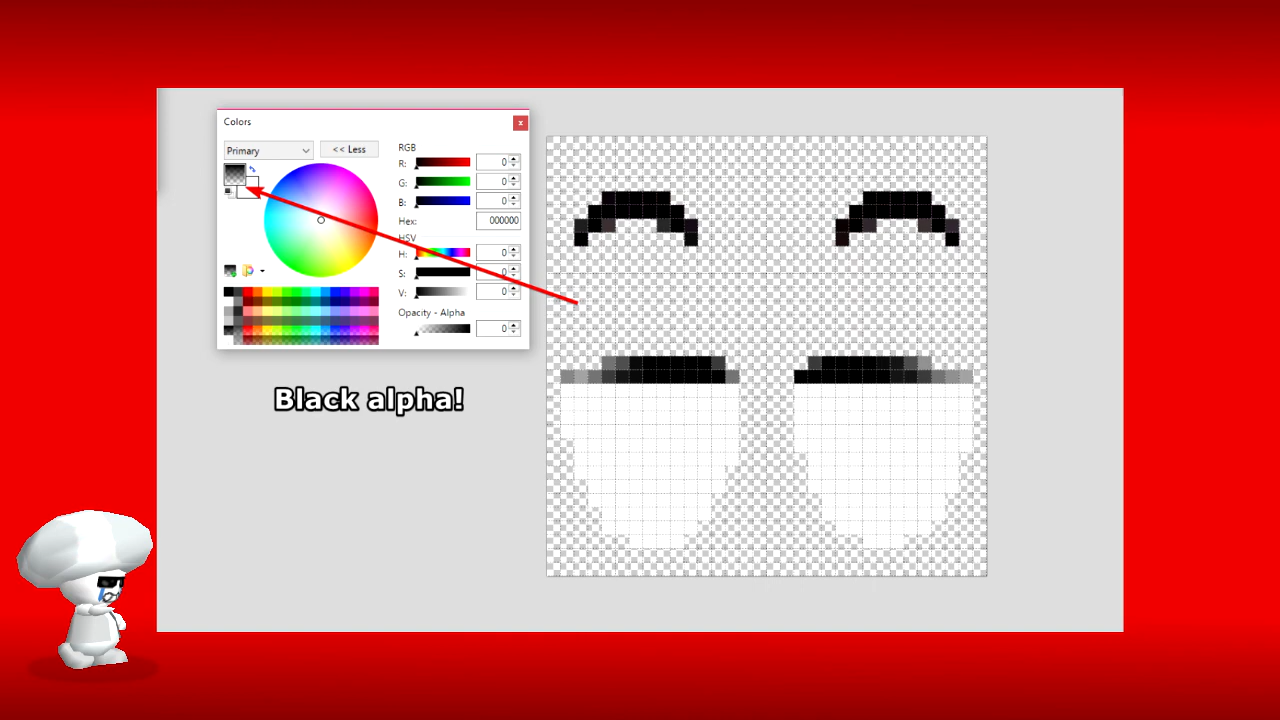 Colors
x
Primary
<< Less
RGB
R:
0
G:
0
B:
0
Hex:
000000
HSV
H:
0
S:
0
V:
0
Opacity - Alpha
0
Black alpha!